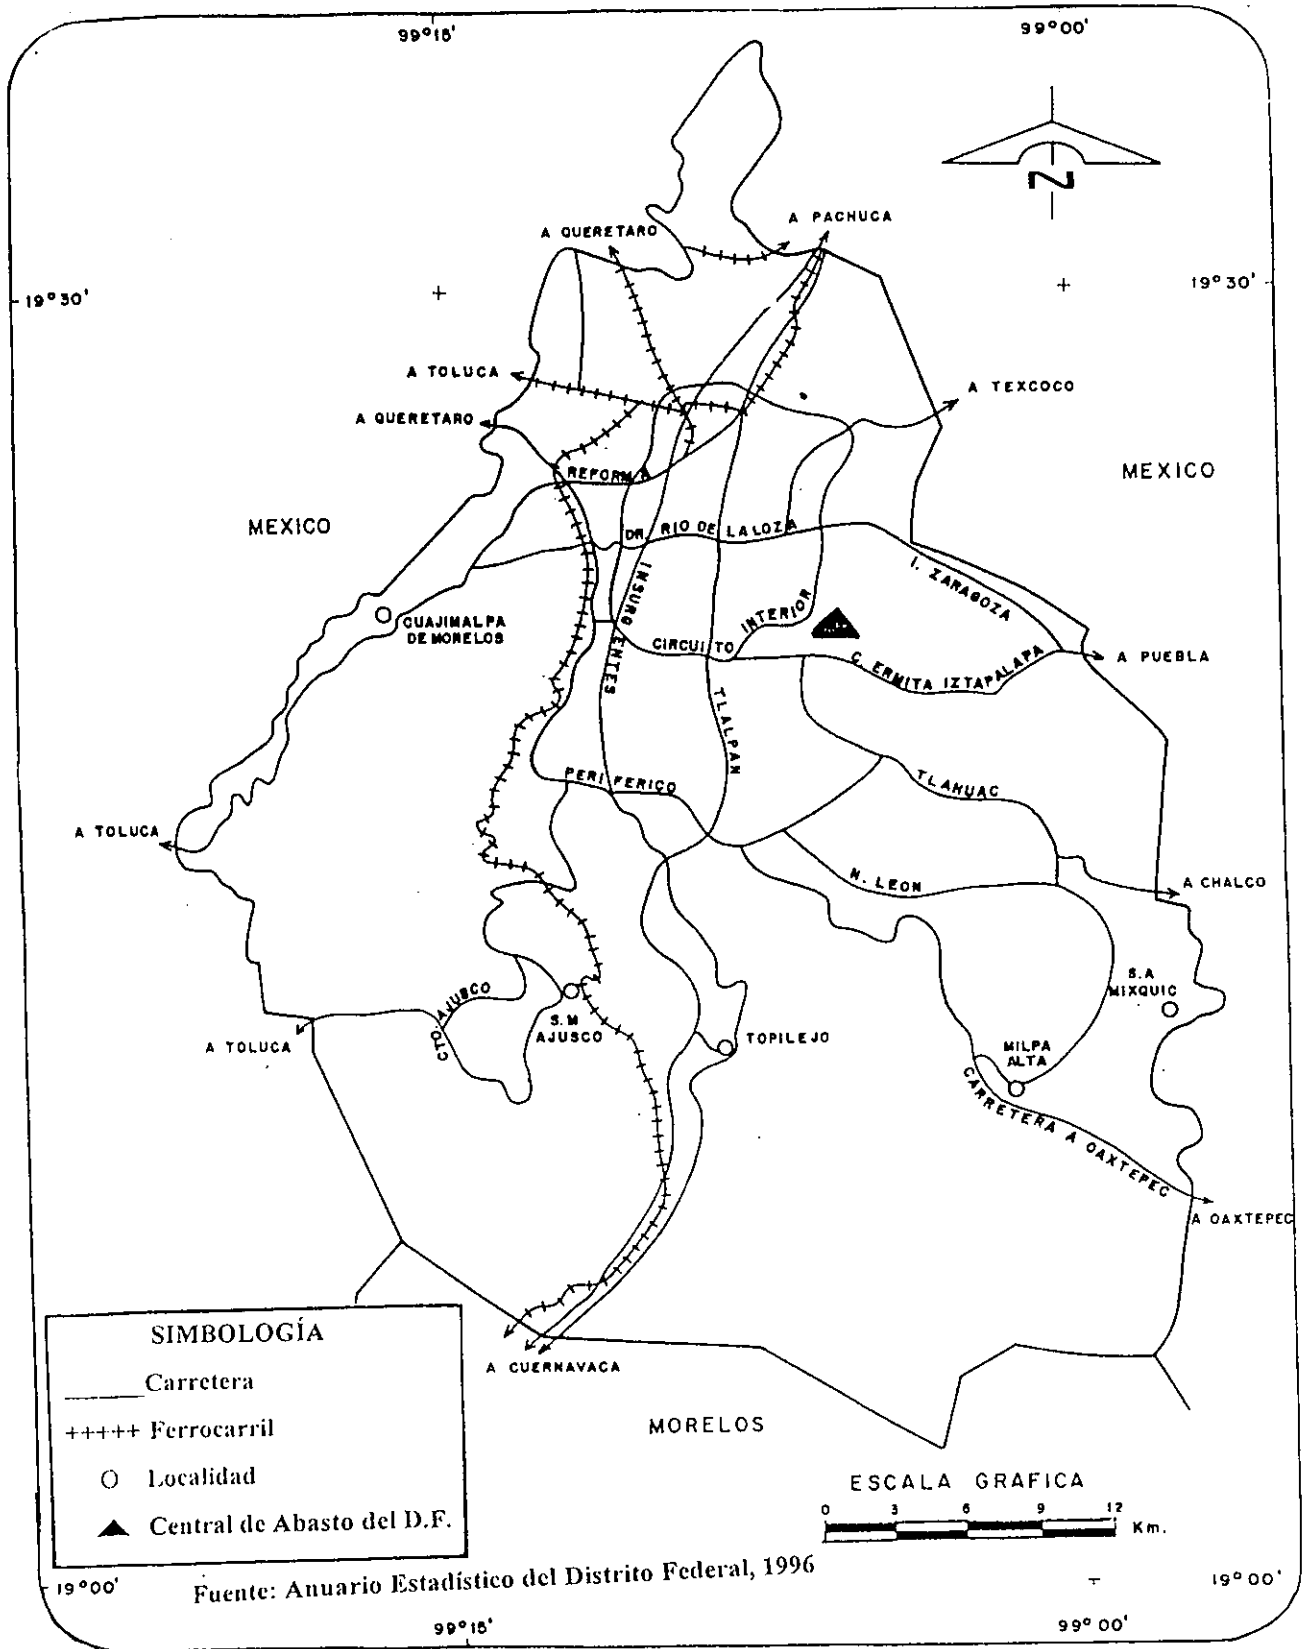 99°15'
99°00'
N
A QUERETARO
A PACHUCA
19°30'
19°30'
A TOLUCA
A TEXCOCO
A QUERETARO
REFORMA
MEXICO
MEXICO
DR. RIO DE LA LOZA
I. ZARAGOZA
INSURGENTES
CUAJIMALPA
DE MORELOS
CIRCUITO INTERIOR
C. ERMITA IZTAPALAPA
A PUEBLA
TLALPAN
PERIFERICO
TLAHUAC
A TOLUCA
N. LEON
A CHALCO
S.A
MIXQUIC
CTO. AJUSCO
S.M
AJUSCO
A TOLUCA
TOPILEJO
MILPA
ALTA
CARRETERA A OAXTEPEC
A OAXTEPEC
A CUERNAVACA
MORELOS
SIMBOLOGÍA
Carretera
+++++ Ferrocarril
Localidad
Central de Abasto del D.F.
ESCALA GRAFICA
0 3 6 9 12
Km.
19°00'
19°00'
Fuente: Anuario Estadístico del Distrito Federal, 1996
99°15'
99°00'